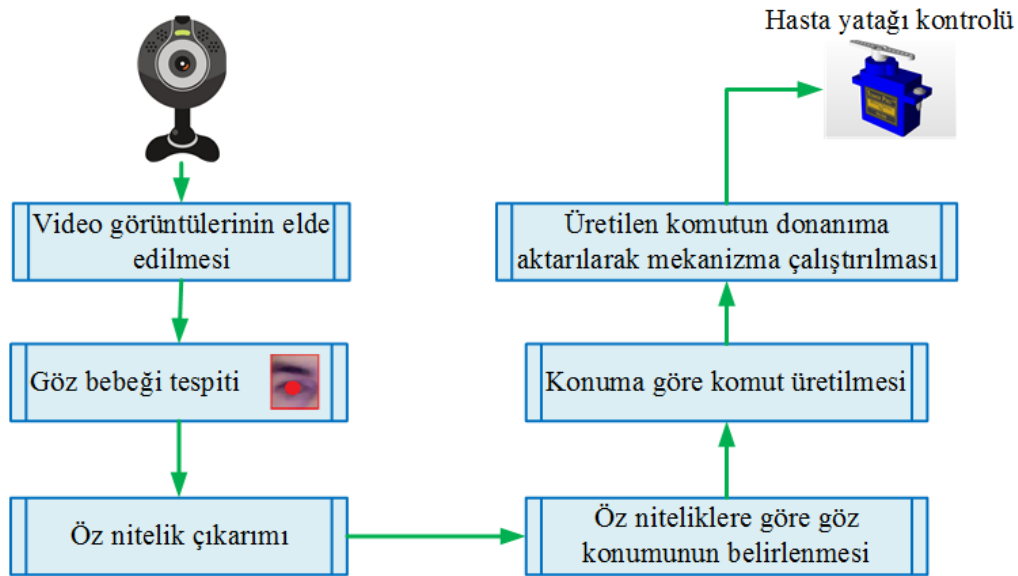 Hasta yatağı kontrolü
Video görüntülerinin elde
edilmesi
Göz bebeği tespiti
Öz nitelik çıkarımı
Öz niteliklere göre göz
konumunun belirlenmesi
Konuma göre komut üretilmesi
Üretilen komutun donanıma
aktarılarak mekanizma çalıştırılması